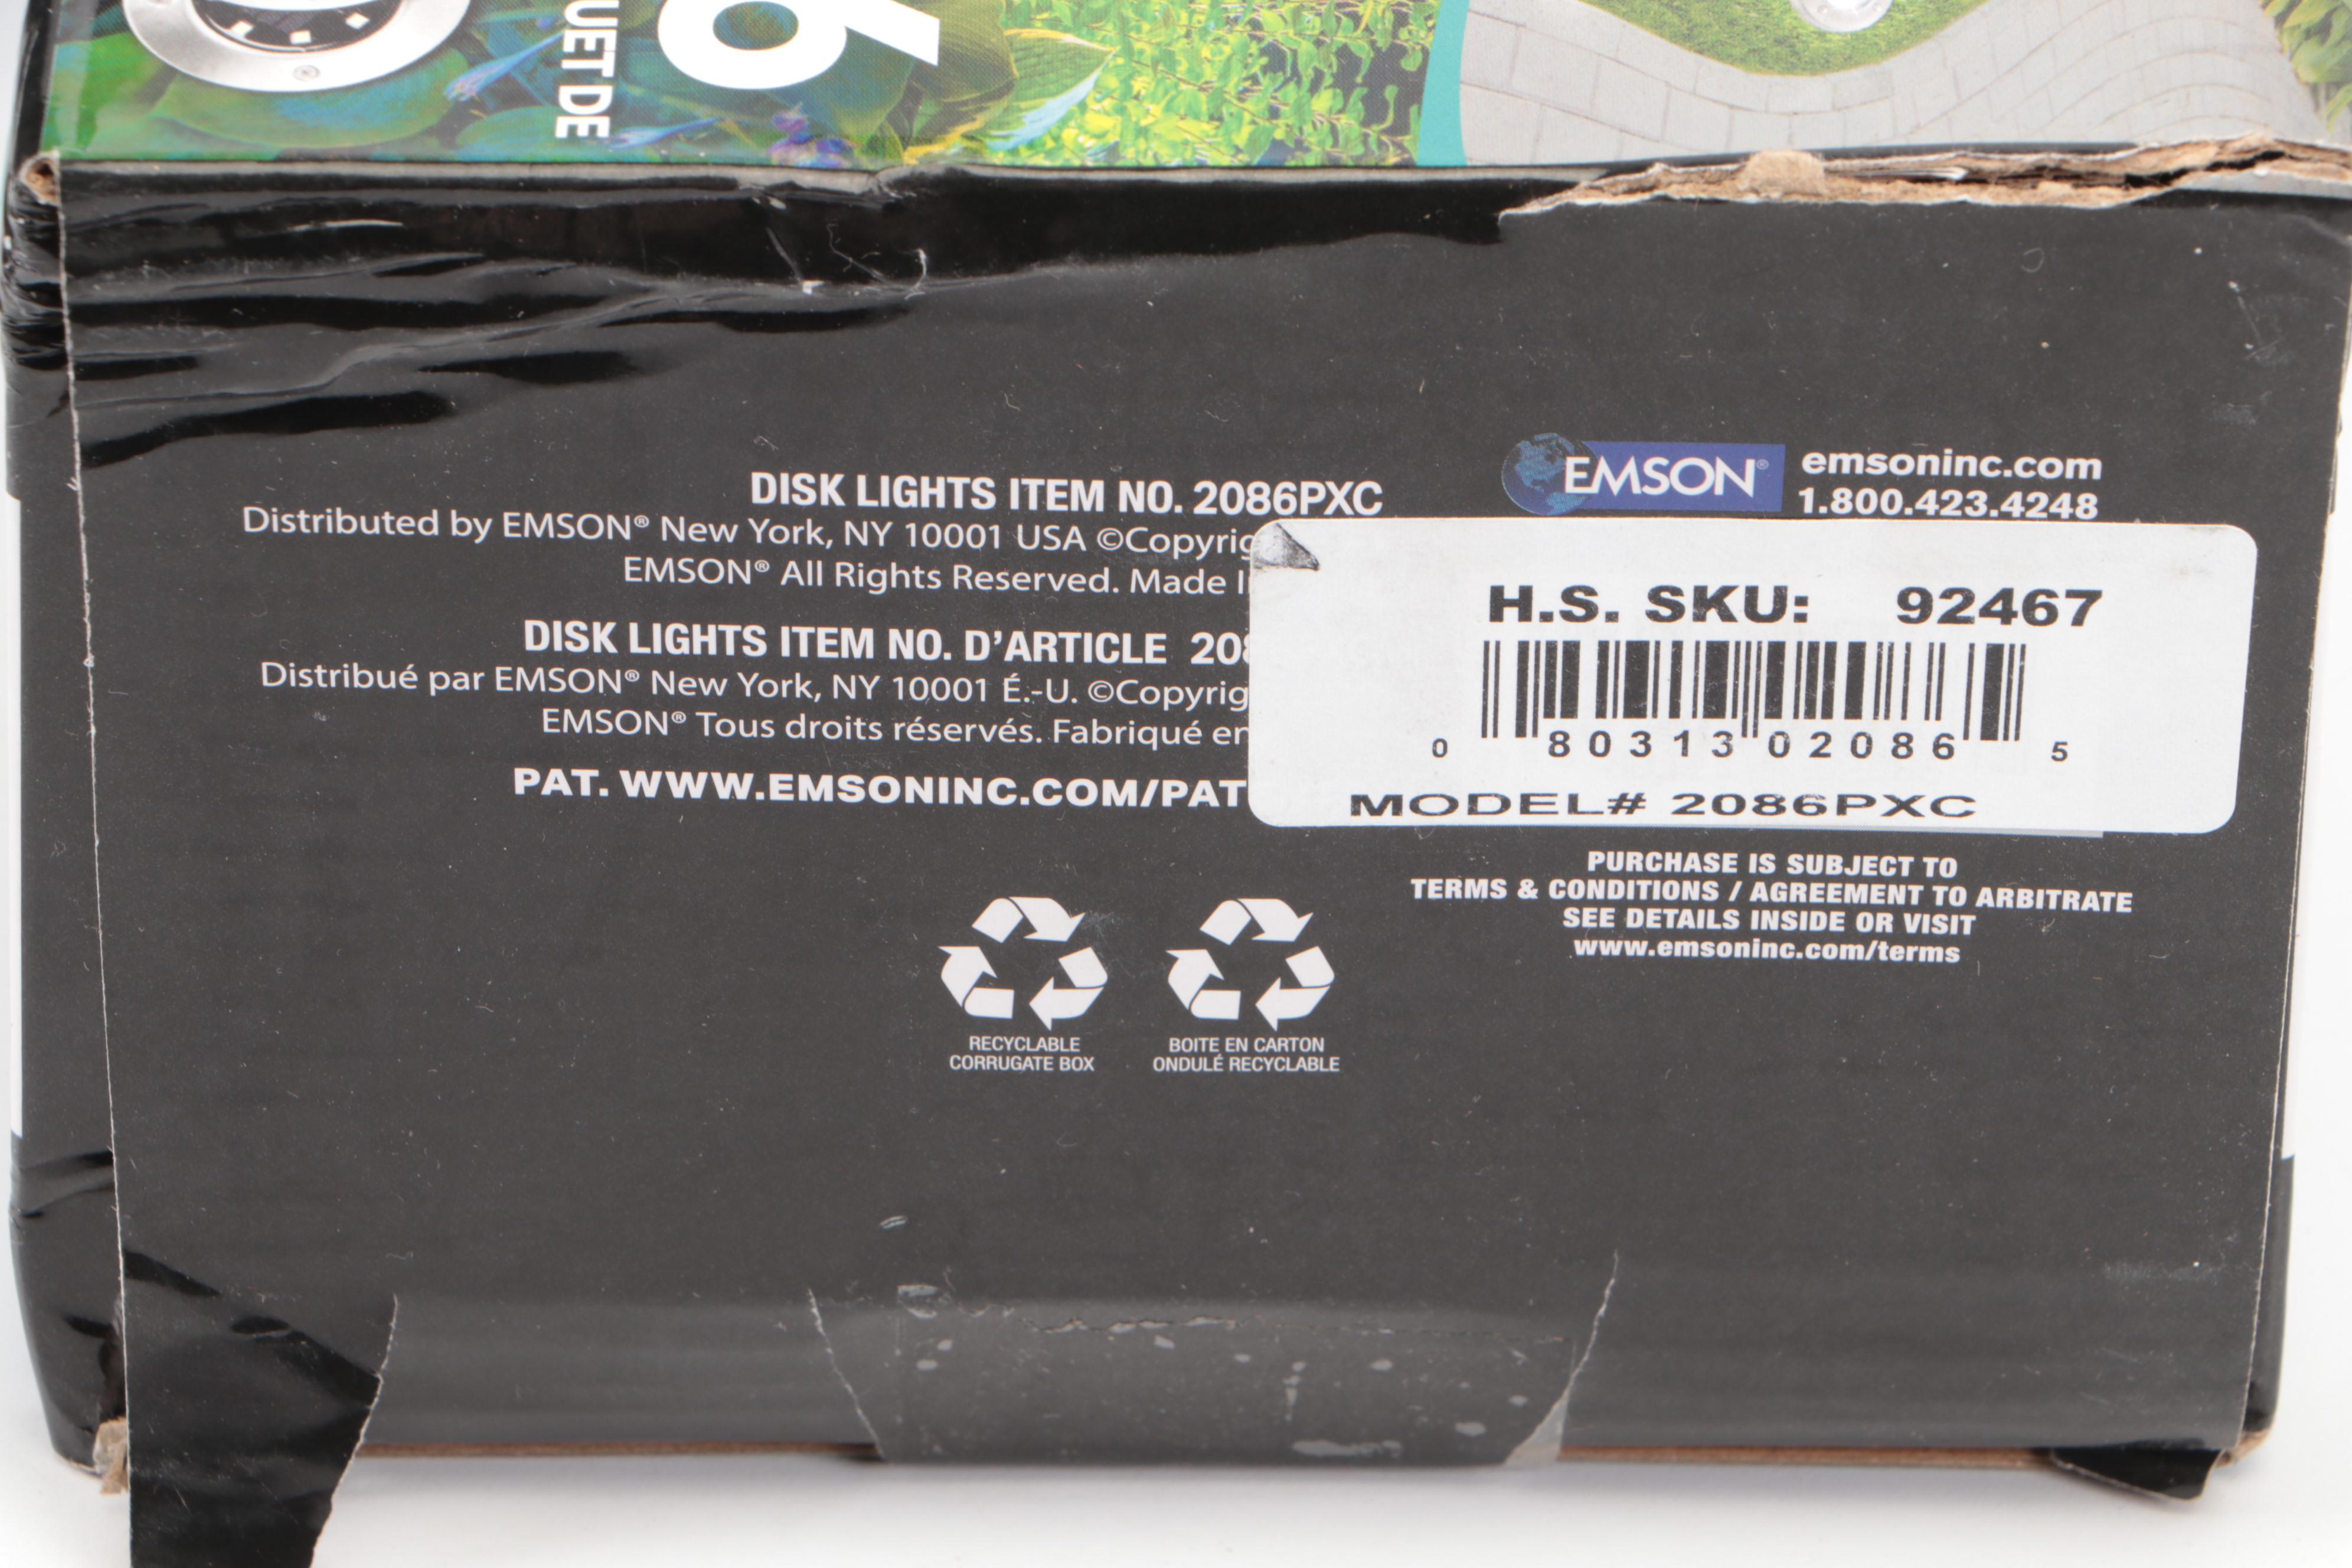 UET DE
6
DISK LIGHTS ITEM NO. 2086PXC
Distributed by EMSON® New York, NY 10001 USA
EMSON® All Rights Reserved. Made
DISK LIGHTS ITEM NO. D'ARTICLE
Distribué par EMSON® New York, NY 10001 É.-U.
EMSON® Tous droits réservés. Fabriqué
PAT. WWW.EMSONINC.COM/PAT
EMSON®
emsoninc.com
1.800.423.4248
H.S. SKU: 92467
0 80313 02086 5
MODEL# 2086PXC
PURCHASE IS SUBJECT TO
TERMS & CONDITIONS / AGREEMENT TO ARBITRATE
SEE DETAILS INSIDE OR VISIT
www.emsoninc.com/terms
RECYCLABLE
CORRUGATE BOX
BOITE EN CARTON
ONDULÉ RECYCLABLE